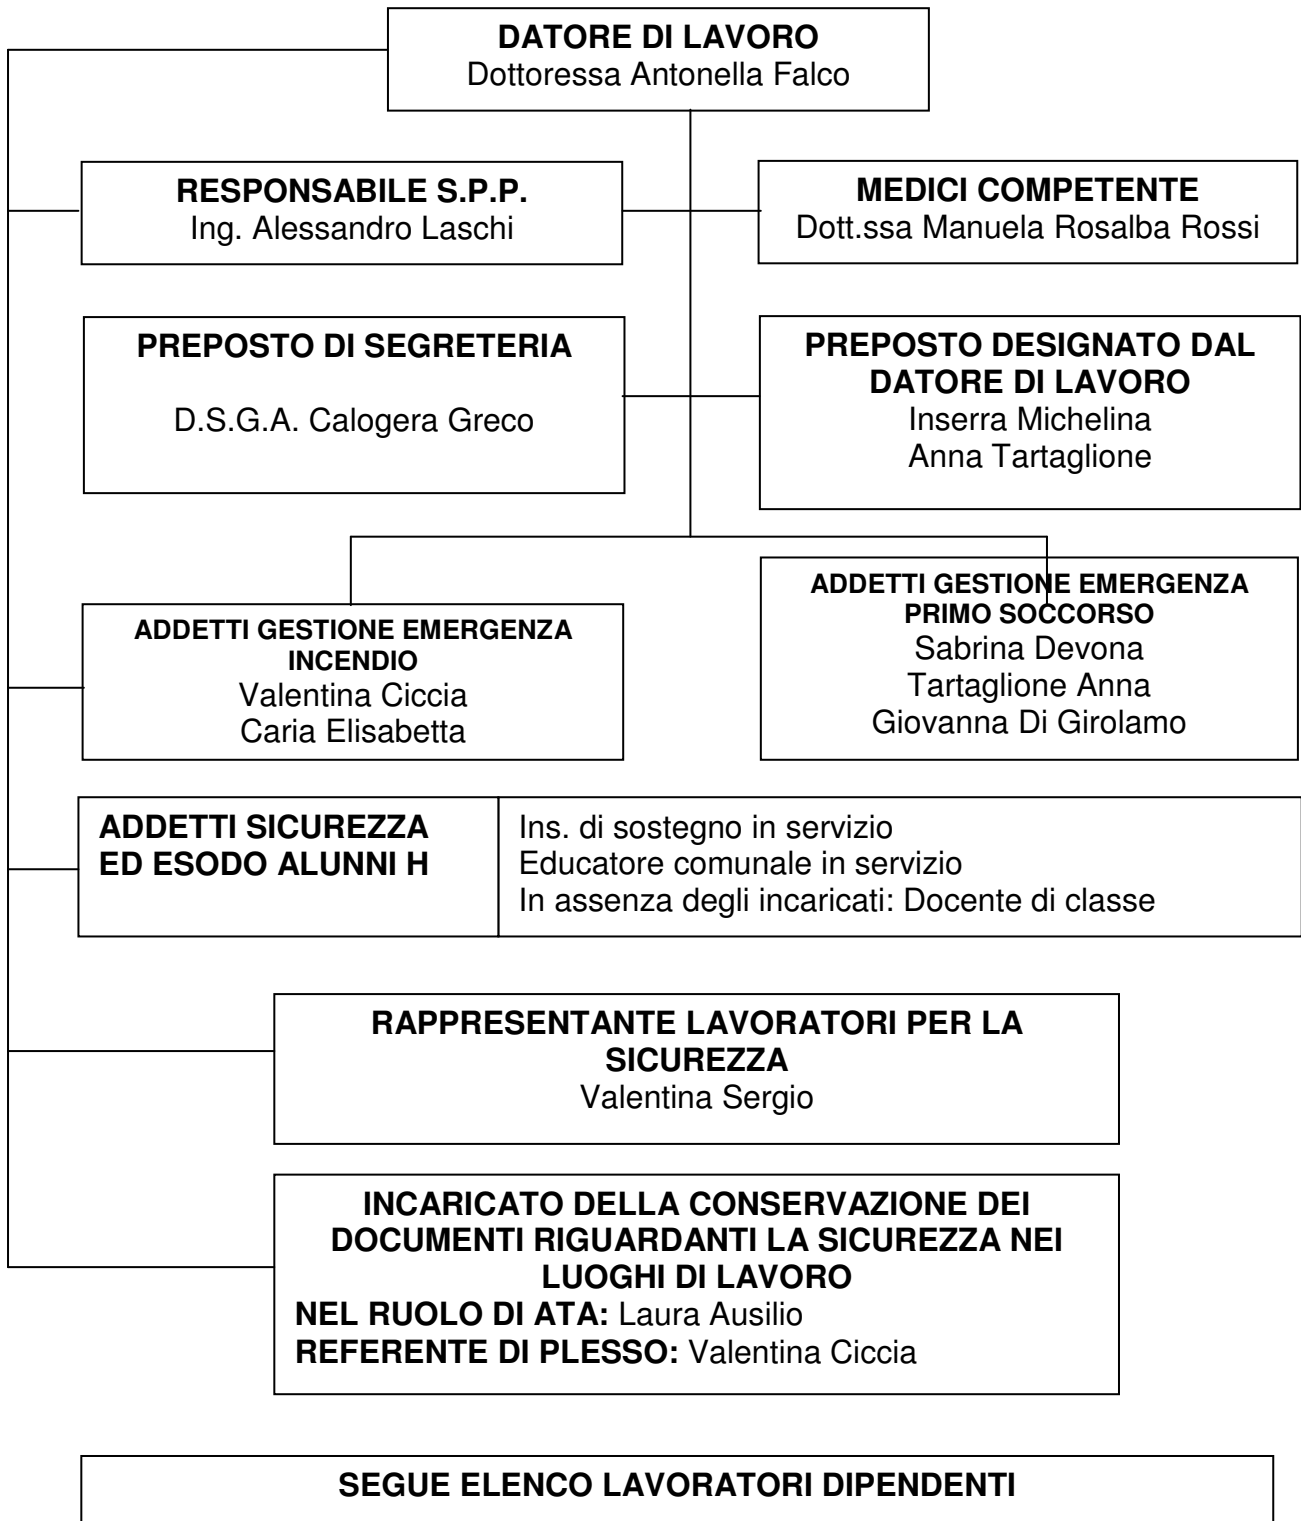 DATORE DI LAVORO
Dottoressa Antonella Falco
RESPONSABILE S.P.P.
Ing. Alessandro Laschi
MEDICI COMPETENTE
Dott.ssa Manuela Rosalba Rossi
PREPOSTO DI SEGRETERIA
D.S.G.A. Calogera Greco
PREPOSTO DESIGNATO DAL
DATORE DI LAVORO
Inserra Michelina
Anna Tartaglione
ADDETTI GESTIONE EMERGENZA
INCENDIO
Valentina Ciccia
Caria Elisabetta
ADDETTI GESTIONE EMERGENZA
PRIMO SOCCORSO
Sabrina Devona
Tartaglione Anna
Giovanna Di Girolamo
ADDETTI SICUREZZA
ED ESODO ALUNNI H
Ins. di sostegno in servizio
Educatore comunale in servizio
In assenza degli incaricati: Docente di classe
RAPPRESENTANTE LAVORATORI PER LA
SICUREZZA
Valentina Sergio
INCARICATO DELLA CONSERVAZIONE DEI
DOCUMENTI RIGUARDANTI LA SICUREZZA NEI
LUOGHI DI LAVORO
NEL RUOLO DI ATA: Laura Ausilio
REFERENTE DI PLESSO: Valentina Ciccia
SEGUE ELENCO LAVORATORI DIPENDENTI